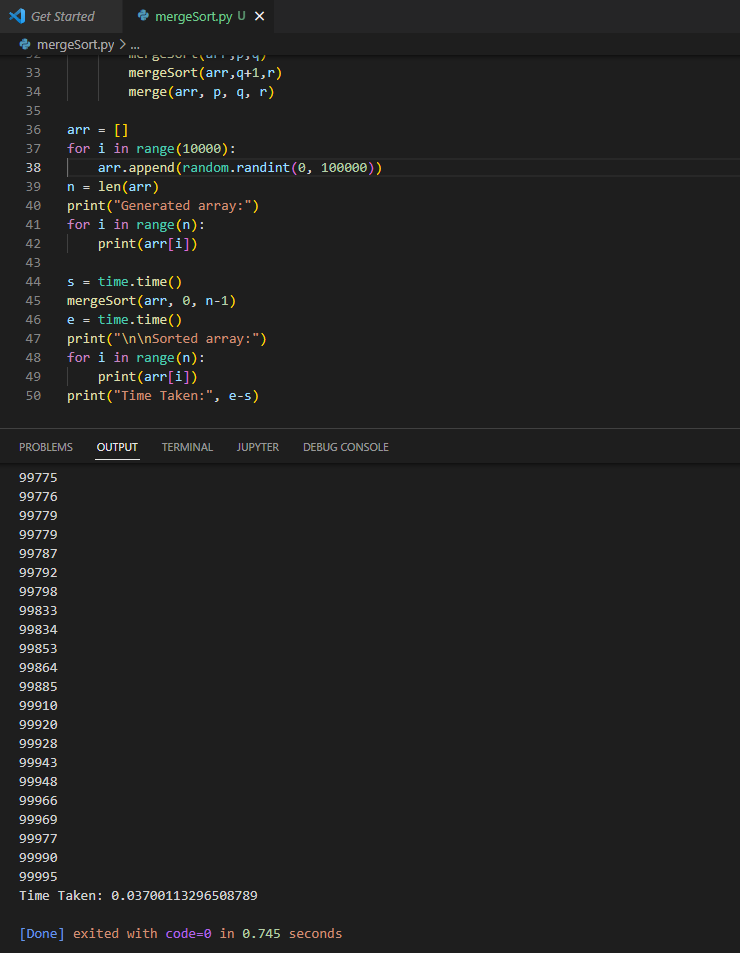 Get Started mergeSort.py U
mergeSort.py > ...
32 mergeSort(arr,p,q)
33 mergeSort(arr,q+1,r)
34 merge(arr, p, q, r)
35
36 arr = []
37 for i in range(10000):
38 arr.append(random.randint(0, 100000))
39 n = len(arr)
40 print("Generated array:")
41 for i in range(n):
42 print(arr[i])
43
44 s = time.time()
45 mergeSort(arr, 0, n-1)
46 e = time.time()
47 print("\n\nSorted array:")
48 for i in range(n):
49 print(arr[i])
50 print("Time Taken:", e-s)
PROBLEMS OUTPUT TERMINAL JUPYTER DEBUG CONSOLE
99775
99776
99779
99779
99787
99792
99798
99833
99834
99853
99864
99885
99910
99920
99928
99943
99948
99966
99969
99977
99990
99995
Time Taken: 0.03700113296508789
[Done] exited with code=0 in 0.745 seconds